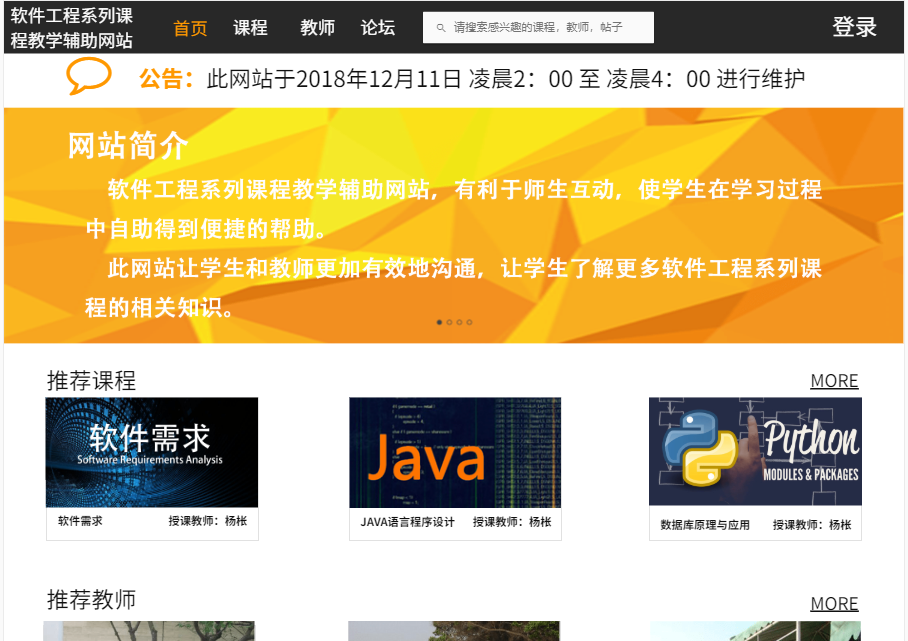 软件工程系列课
程教学辅助网站
首页 课程 教师 论坛
请搜索感兴趣的课程，教师，帖子
登录
公告：此网站于2018年12月11日 凌晨2：00 至 凌晨4：00 进行维护
网站简介
软件工程系列课程教学辅助网站，有利于师生互动，使学生在学习过程
中自助得到便捷的帮助。
此网站让学生和教师更加有效地沟通，让学生了解更多软件工程系列课
程的相关知识。
推荐课程 MORE
软件需求
Software Requirements Analysis
Java
Python
MODULES & PACKAGES
软件需求 授课教师：杨枨
JAVA语言程序设计 授课教师：杨枨
数据库原理与应用 授课教师：杨枨
推荐教师 MORE